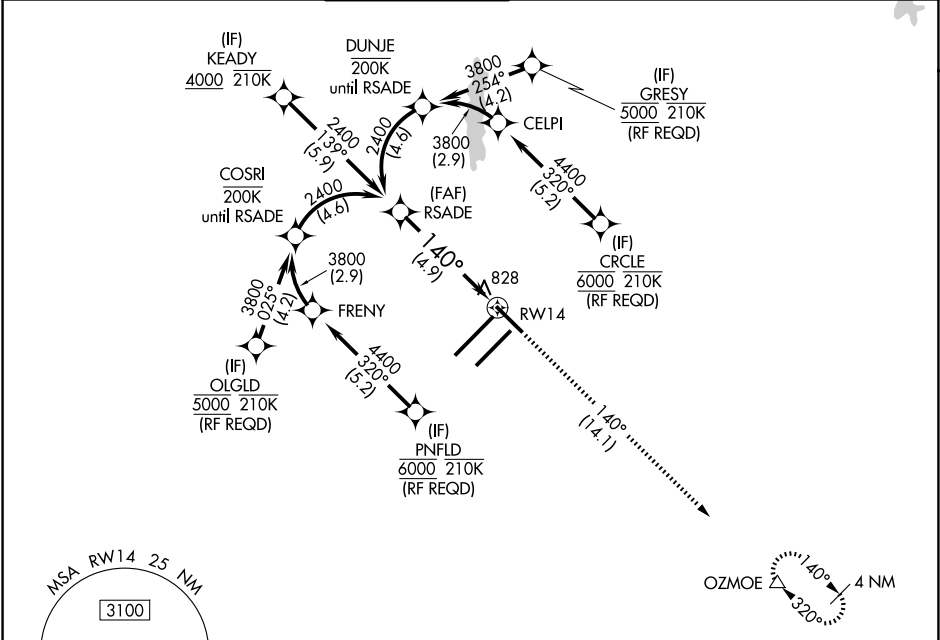 (IF)
KEADY
4000 210K
2400
139°
(5.9)
DUNJE
200K
until RSADE
2400
(4.6)
3800
254°
(4.2)
(IF)
GRESY
5000 210K
(RF REQD)
CELPI
3800
(2.9)
4400
320°
(5.2)
(IF)
CRCLE
6000 210K
(RF REQD)
COSRI
200K
until RSADE
2400
(4.6)
(FAF)
RSADE
140°
(4.9)
828
RW14
3800
(2.9)
FRENY
3800
025°
(4.2)
(IF)
OLGLD
5000 210K
(RF REQD)
4400
320°
(5.2)
(IF)
PNFLD
6000 210K
(RF REQD)
140°
(14.1)
MSA RW14 25 NM
3100
OZMOE
140°
4 NM
320°